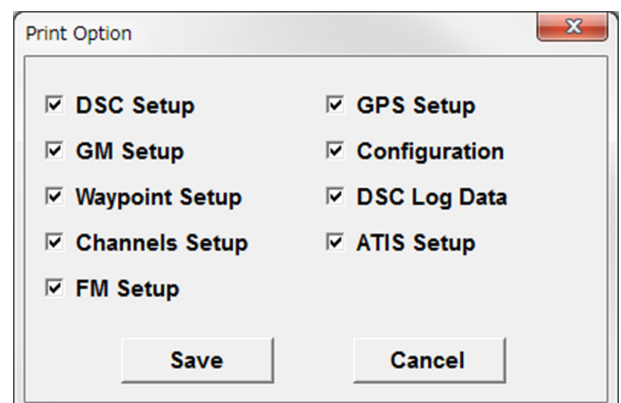 Print Option
DSC Setup
GPS Setup
GM Setup
Configuration
Waypoint Setup
DSC Log Data
Channels Setup
ATIS Setup
FM Setup
Save
Cancel